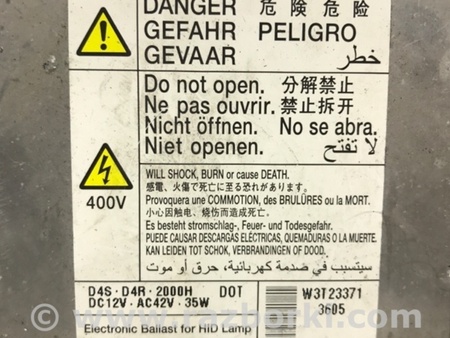 DANGER 危険 危险
GEFAHR PELIGRO
GEVAAR خطر
Do not open. 分解禁止
Ne pas ouvrir. 禁止拆开
Nicht öffnen. No se abra.
Niet openen. لا تفتح
400V
WILL SHOCK, BURN or cause DEATH.
感電、火傷で死亡に至る恐れがあります。
Provoquera une COMMOTION, des BRULÛRES ou la MORT.
小心因触电、烧伤而造成死亡。
Es besteht stromschlag-, Feuer- und Todesgefahr.
PUEDE CAUSAR DESCARGAS ELÉCTRICAS, QUEMADURAS O LA MUERTE.
KAN LEIDEN TOT SCHOK, VERBRANDINGEN OF DE DOOD.
سيتسبب في صدمة كهربائية، حرق أو موت
D4S・D4R・2000H DOT
DC12V・AC42V・35W
W3T23371
3605
Electronic Ballast for HID Lamp
www.razborki.com